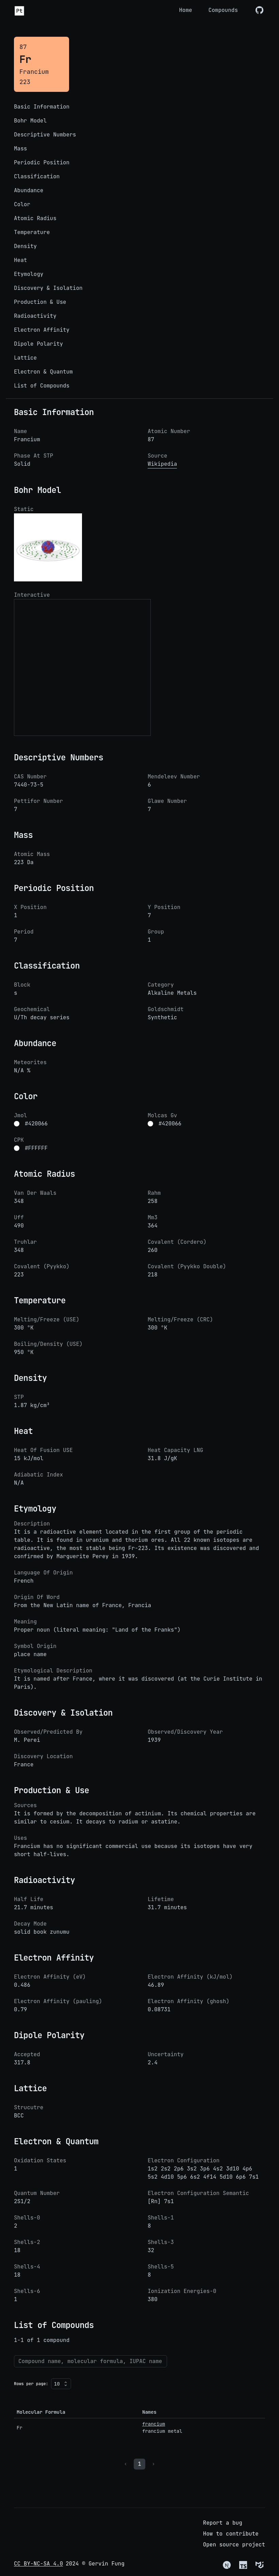 Pt
Home Compounds
87
Fr
Francium
223
Basic Information
Bohr Model
Descriptive Numbers
Mass
Periodic Position
Classification
Abundance
Color
Atomic Radius
Temperature
Density
Heat
Etymology
Discovery & Isolation
Production & Use
Radioactivity
Electron Affinity
Dipole Polarity
Lattice
Electron & Quantum
List of Compounds
Basic Information
Name Atomic Number
Francium 87
Phase At STP Source
Solid Wikipedia
Bohr Model
Static
Interactive
Descriptive Numbers
CAS Number Mendeleev Number
7440-73-5 6
Pettifor Number Glawe Number
7 7
Mass
Atomic Mass
223 Da
Periodic Position
X Position Y Position
1 7
Period Group
7 1
Classification
Block Category
s Alkaline Metals
Geochemical Goldschmidt
U/Th decay series Synthetic
Abundance
Meteorites
N/A %
Color
Jmol Molcas Gv
#420066 #420066
CPK
#FFFFFF
Atomic Radius
Van Der Waals Rahm
348 258
Uff Mm3
490 364
Truhlar Covalent (Cordero)
348 260
Covalent (Pyykko) Covalent (Pyykko Double)
223 218
Temperature
Melting/Freeze (USE) Melting/Freeze (CRC)
300 °K 300 °K
Boiling/Density (USE)
950 °K
Density
STP
1.87 kg/cm³
Heat
Heat Of Fusion USE Heat Capacity LNG
15 kJ/mol 31.8 J/gK
Adiabatic Index
N/A
Etymology
Description
It is a radioactive element located in the first group of the periodic
table. It is found in uranium and thorium ores. All 22 known isotopes are
radioactive, the most stable being Fr-223. Its existence was discovered and
confirmed by Marguerite Perey in 1939.
Language Of Origin
French
Origin Of Word
From the New Latin name of France, Francia
Meaning
Proper noun (literal meaning: "Land of the Franks")
Symbol Origin
place name
Etymological Description
It is named after France, where it was discovered (at the Curie Institute in
Paris).
Discovery & Isolation
Observed/Predicted By Observed/Discovery Year
M. Perei 1939
Discovery Location
France
Production & Use
Sources
It is formed by the decomposition of actinium. Its chemical properties are
similar to cesium. It decays to radium or astatine.
Uses
Francium has no significant commercial use because its isotopes have very
short half-lives.
Radioactivity
Half Life Lifetime
21.7 minutes 31.7 minutes
Decay Mode
solid book zunumu
Electron Affinity
Electron Affinity (eV) Electron Affinity (kJ/mol)
0.486 46.89
Electron Affinity (pauling) Electron Affinity (ghosh)
0.79 0.08731
Dipole Polarity
Accepted Uncertainty
317.8 2.4
Lattice
Strucutre
BCC
Electron & Quantum
Oxidation States Electron Configuration
1 1s2 2s2 2p6 3s2 3p6 4s2 3d10 4p6
5s2 4d10 5p6 6s2 4f14 5d10 6p6 7s1
Quantum Number Electron Configuration Semantic
2S1/2 [Rn] 7s1
Shells-0 Shells-1
2 8
Shells-2 Shells-3
18 32
Shells-4 Shells-5
18 8
Shells-6 Ionization Energies-0
1 380
List of Compounds
1-1 of 1 compound
Compound name, molecular formula, IUPAC name
Rows per page: 10
Molecular Formula Names
Fr francium
francium metal
1
Report a bug
How to contribute
Open source project
CC BY-NC-SA 4.0 2024 © Gervin Fung
N TS